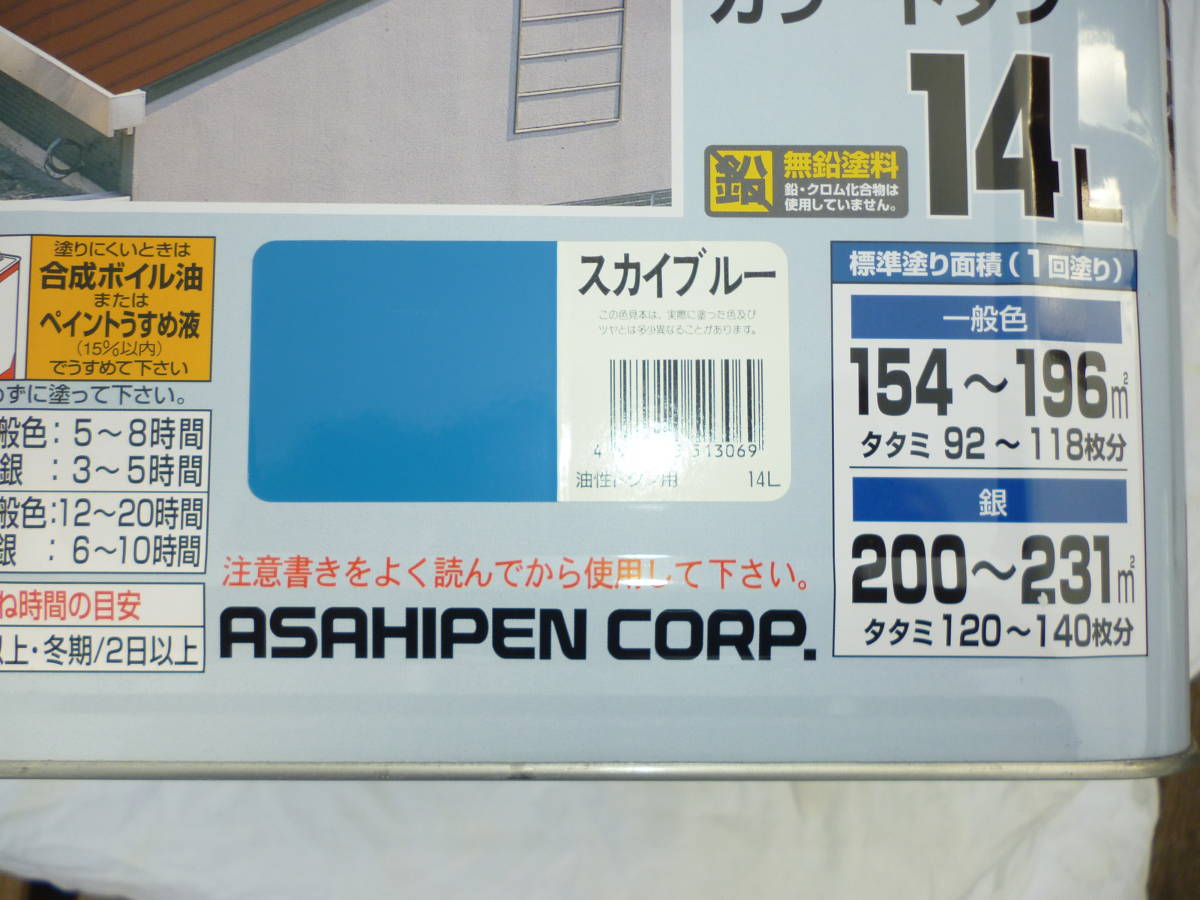 14L
鉛
無鉛塗料
鉛・クロム化合物は
使用していません。
塗りにくいときは
合成ボイル油
または
ペイントうすめ液
(15%以内)
でうすめて下さい
ずに塗って下さい。
般色:5～8時間
銀:3～5時間
般色:12～20時間
銀:6～10時間
ね時間の目安
以上・冬期/2日以上
スカイブルー
この色見本は、実際に塗った色及び
ツヤとは多少異なることがあります。
513069
油性トタン用 14L
標準塗り面積(1回塗り)
一般色
154～196㎡
タタミ 92～118枚分
銀
200～231㎡
タタミ 120～140枚分
注意書きをよく読んでから使用して下さい。
ASAHIPEN CORP.